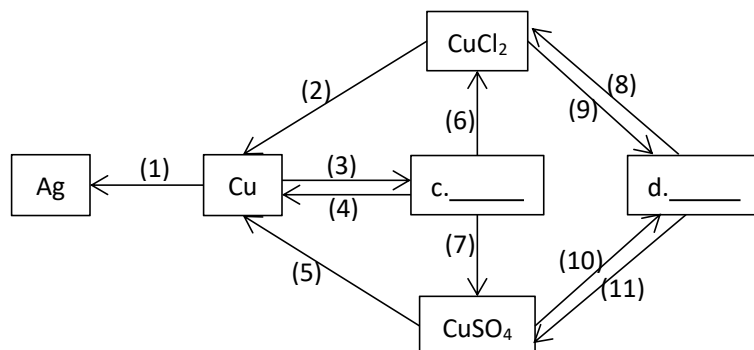 CuCl₂
(2)
(8)
(9)
(6)
(1)
(3)
Ag
Cu
c.______
d.______
(4)
(7)
(5)
(10)
(11)
CuSO₄